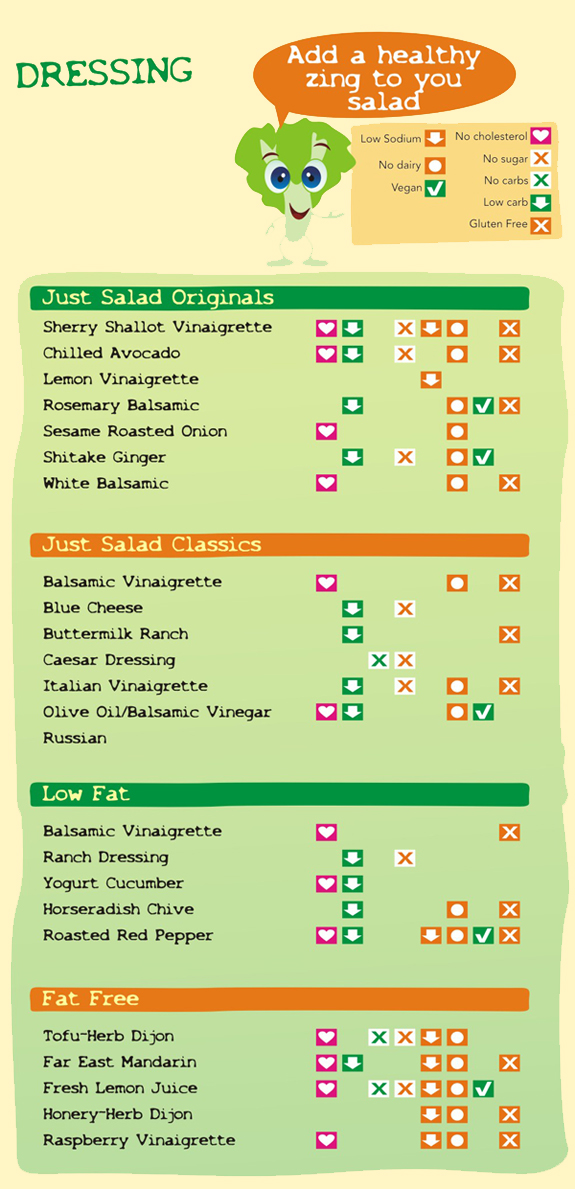 DRESSING
Add a healthy
zing to you
salad
Low Sodium
No dairy
Vegan
No cholesterol
No sugar
No carbs
Low carb
Gluten Free
Just Salad Originals
Sherry Shallot Vinaigrette
Chilled Avocado
Lemon Vinaigrette
Rosemary Balsamic
Sesame Roasted Onion
Shitake Ginger
White Balsamic
Just Salad Classics
Balsamic Vinaigrette
Blue Cheese
Buttermilk Ranch
Caesar Dressing
Italian Vinaigrette
Olive Oil/Balsamic Vinegar
Russian
Low Fat
Balsamic Vinaigrette
Ranch Dressing
Yogurt Cucumber
Horseradish Chive
Roasted Red Pepper
Fat Free
Tofu-Herb Dijon
Far East Mandarin
Fresh Lemon Juice
Honery-Herb Dijon
Raspberry Vinaigrette